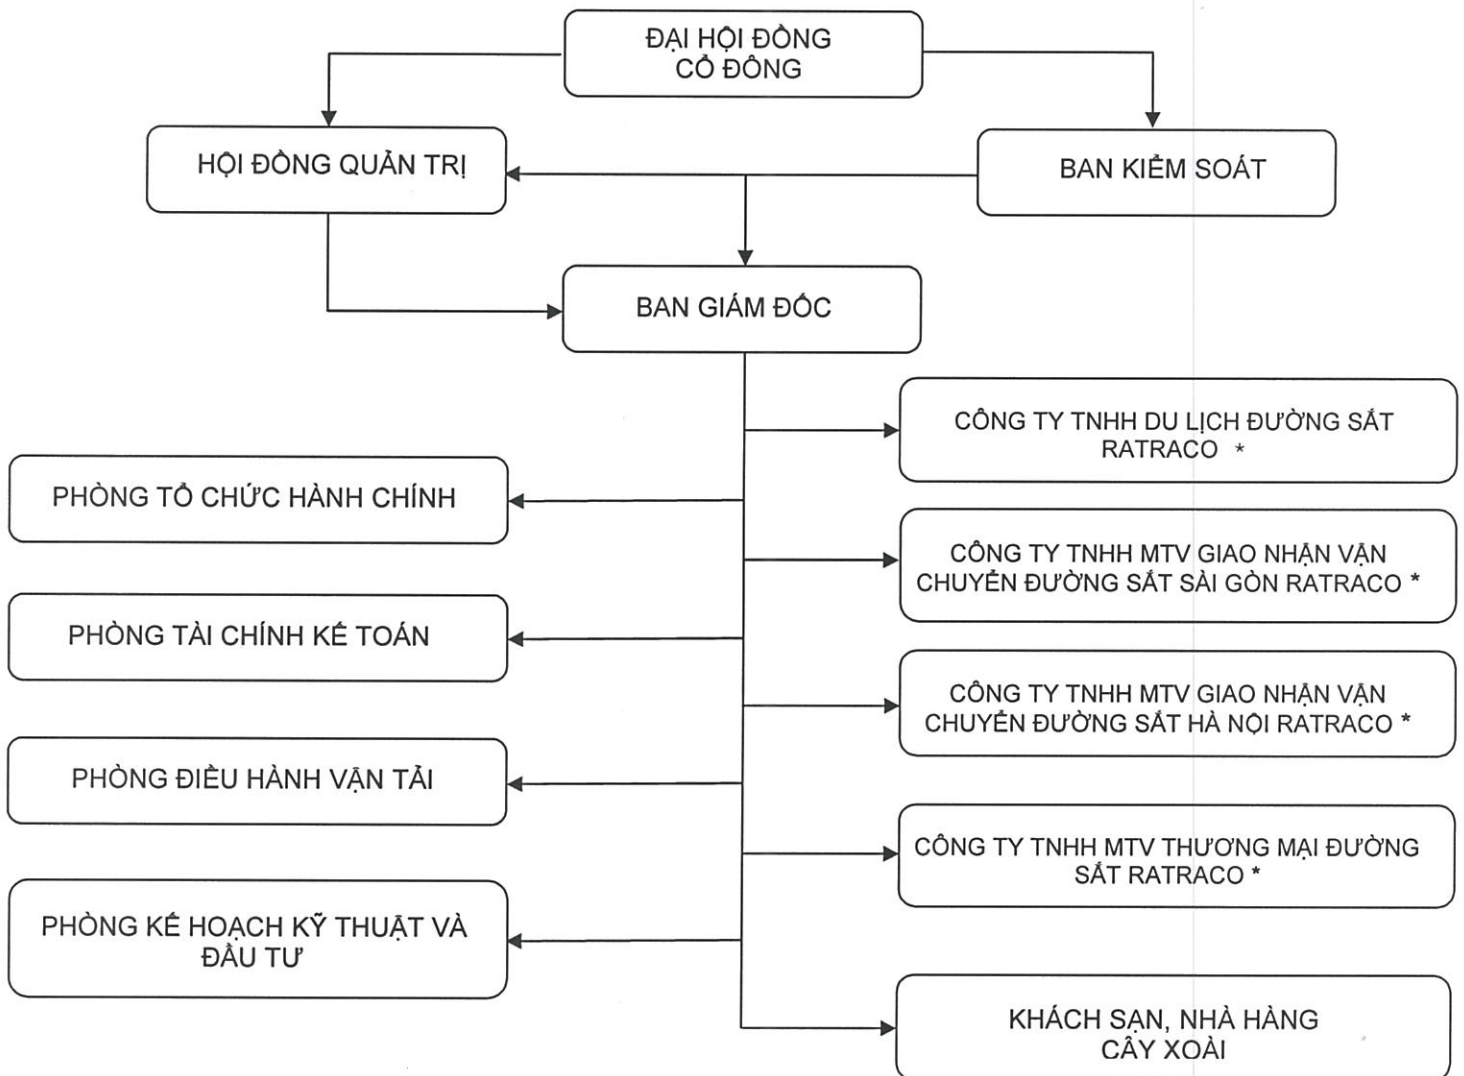 ĐẠI HỘI ĐỒNG
CỔ ĐÔNG
HỘI ĐỒNG QUẢN TRỊ
BAN KIỂM SOÁT
BAN GIÁM ĐỐC
CÔNG TY TNHH DU LỊCH ĐƯỜNG SẮT
RATRACO *
PHÒNG TỔ CHỨC HÀNH CHÍNH
CÔNG TY TNHH MTV GIAO NHẬN VẬN
CHUYỂN ĐƯỜNG SẮT SÀI GÒN RATRACO *
PHÒNG TÀI CHÍNH KẾ TOÁN
CÔNG TY TNHH MTV GIAO NHẬN VẬN
CHUYỂN ĐƯỜNG SẮT HÀ NỘI RATRACO *
PHÒNG ĐIỀU HÀNH VẬN TẢI
CÔNG TY TNHH MTV THƯƠNG MẠI ĐƯỜNG
SẮT RATRACO *
PHÒNG KẾ HOẠCH KỸ THUẬT VÀ
ĐẦU TƯ
KHÁCH SẠN, NHÀ HÀNG
CÂY XOÀI